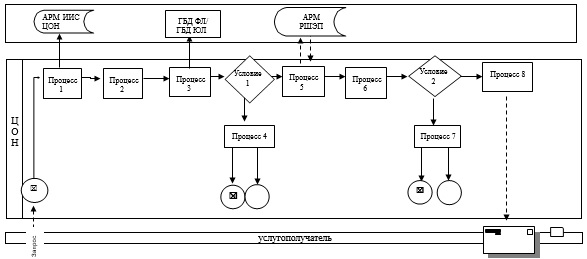 АРМ ИИС
ЦОН
ГБД ФЛ/
ГБД ЮЛ
АРМ
РШЭП
ЦОН
Процесс
1
Процесс
2
Процесс
3
Условие
1
Процесс
5
Процесс
6
Условие
2
Процесс 8
Процесс 4
Процесс 7
Запрос
услугополучатель